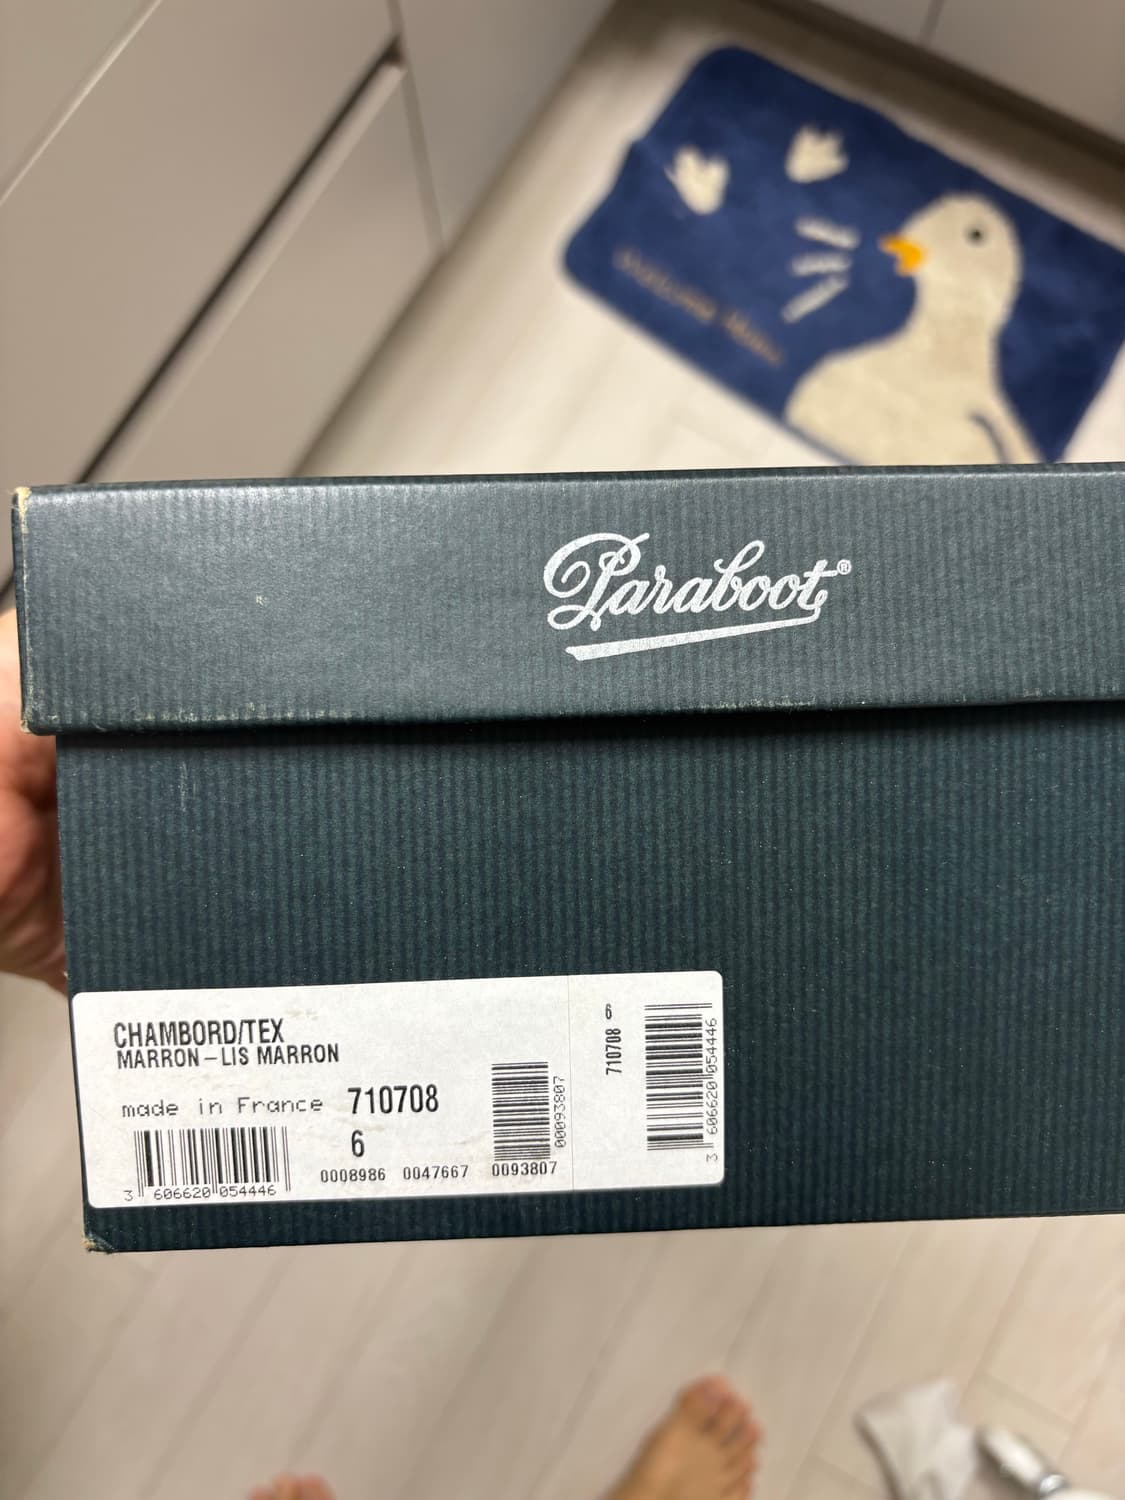 Paraboot®
CHAMBORD/TEX
MARRON – LIS MARRON
made in France 710708
6
0008986 0047667 0093807
3 606620 054446
00093807
710708 6
3 606620 054446